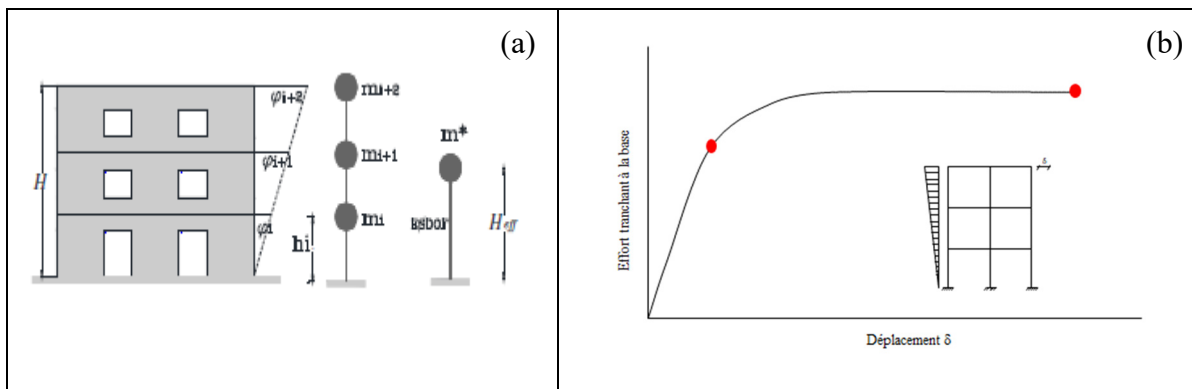 (a)
H
φi+2
φi+1
φi
hi
mi+2
mi+1
mi
m*
Heff
(b)
Effort tranchant à la base
δ
Déplacement δ